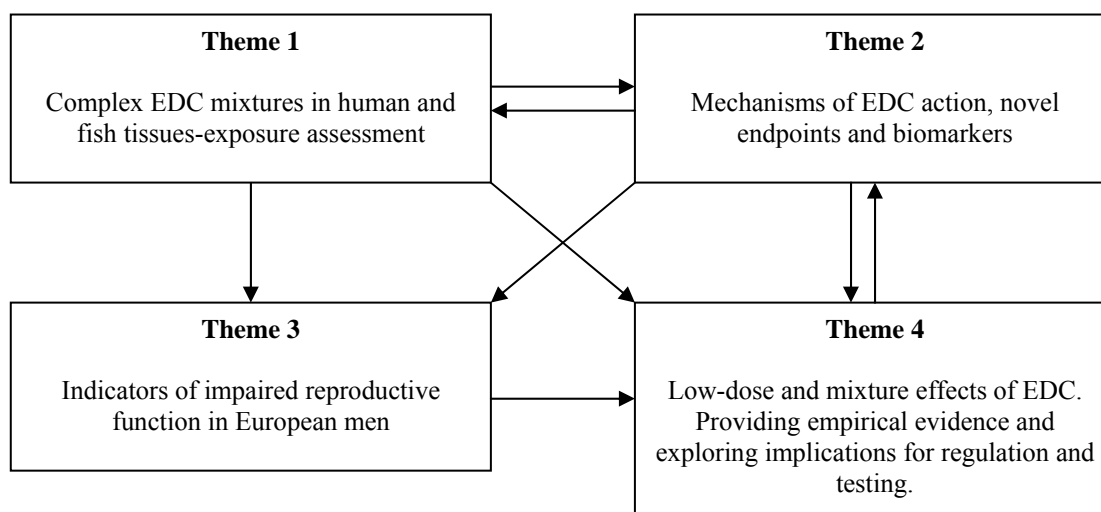 Theme 1
Complex EDC mixtures in human and
fish tissues-exposure assessment
Theme 2
Mechanisms of EDC action, novel
endpoints and biomarkers
Theme 3
Indicators of impaired reproductive
function in European men
Theme 4
Low-dose and mixture effects of EDC.
Providing empirical evidence and
exploring implications for regulation and
testing.